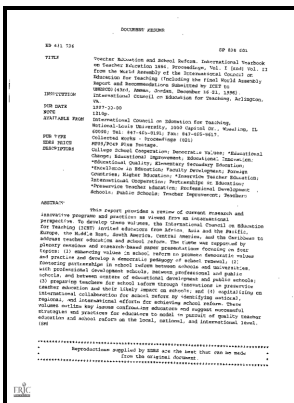 DOCUMENT RESUME
ED 411 736 SP 036 201
TITLE Teacher Education and School Reform. International Yearbook
on Teacher Education 1996. Proceedings, Vol. I [and] Vol. II
from the World Assembly of the International Council on
Education for Teaching (Including the Final World Assembly
Report and Recommendations Submitted by ICET to
UNESCO) (43rd, Amman, Jordan, December 16-21, 1996).
INSTITUTION International Council on Education for Teaching, Arlington,
VA.
PUB DATE 1997-00-00
NOTE
AVAILABLE FROM International Council on Education for Teaching,
National-Louis University, 1000 Capitol Dr., Wheeling, IL
60090; Tel: 847-465-0191; Fax: 847-465-5617.
PUB TYPE Collected Works - Proceedings (021)
EDRS PRICE Plus Postage.
DESCRIPTORS College School Cooperation; Democratic Values; *Educational
Change; Educational Improvement; Educational Innovation;
*Educational Quality; Elementary Secondary Education;
*Excellence in Education; Faculty Development; Foreign
Countries; Higher Education; *Inservice Teacher Education;
International Cooperation; Partnerships in Education;
*Preservice Teacher Education; Professional Development
Schools; Public Schools; Teacher Improvement; Teachers
ABSTRACT
This report provides a review of current research and
innovative programs and practices as viewed from an international
perspective. To develop these volumes, the International Council on Education
for Teaching (ICET) invited educators from Africa, Asia and the Pacific,
Europe, the Middle East, South America, Central America, and the Caribbean to
address teacher education and school reform. The theme was supported by
plenary sessions and research-based paper presentations focusing on four
topics: (1) enhancing values in school reform to promote democratic values
and practice and develop a democratic pedagogy of school renewal; (2)
fostering partnerships in school reform between schools and universities,
with professional development schools, between professional and public
schools, and between centers of educational development and public schools;
(3) preparing teachers for school reform through innovations in preservice
teacher education and their likely impact on schools; and (4) capitalizing on
international collaboration for school reform by identifying national,
regional, and international efforts for achieving school reform. These
volumes outline key issues confronting educators and suggest successful
strategies and practices for educators to model in pursuit of quality teacher
education and school reform on the local, national, and international level.
(SM)
Reproductions supplied by EDRS are the best that can be made
from the original document.
ERIC